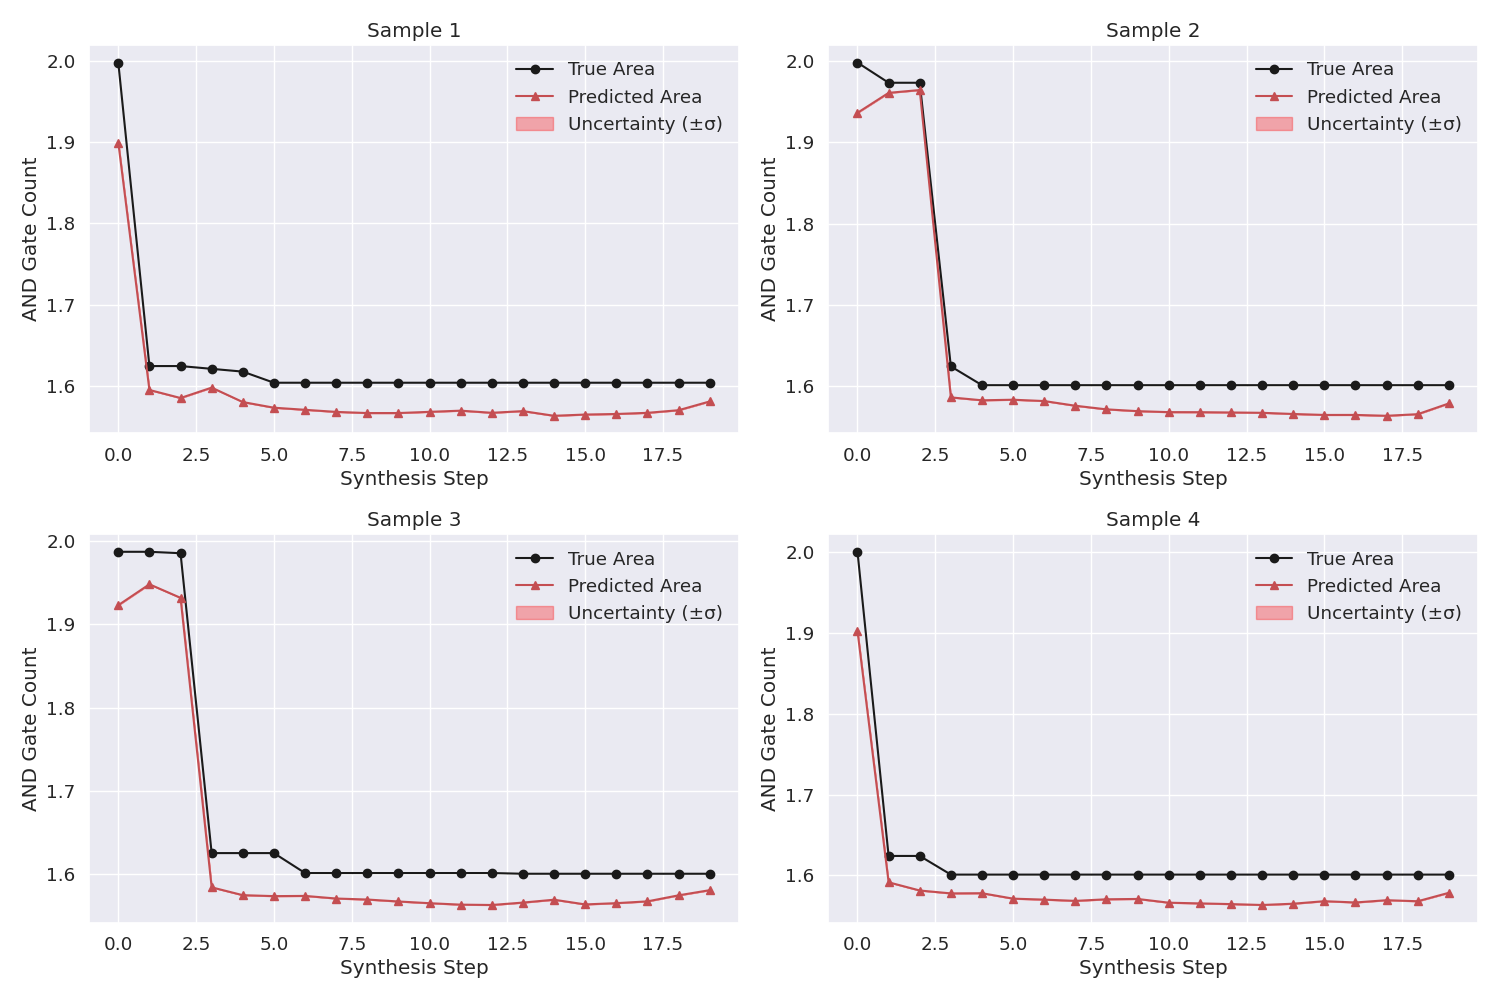 Sample 1
2.0
1.9
1.8
1.7
1.6
AND Gate Count
True Area
Predicted Area
Uncertainty (±σ)
0.0 2.5 5.0 7.5 10.0 12.5 15.0 17.5
Synthesis Step
Sample 2
2.0
1.9
1.8
1.7
1.6
AND Gate Count
True Area
Predicted Area
Uncertainty (±σ)
0.0 2.5 5.0 7.5 10.0 12.5 15.0 17.5
Synthesis Step
Sample 3
2.0
1.9
1.8
1.7
1.6
AND Gate Count
True Area
Predicted Area
Uncertainty (±σ)
0.0 2.5 5.0 7.5 10.0 12.5 15.0 17.5
Synthesis Step
Sample 4
2.0
1.9
1.8
1.7
1.6
AND Gate Count
True Area
Predicted Area
Uncertainty (±σ)
0.0 2.5 5.0 7.5 10.0 12.5 15.0 17.5
Synthesis Step